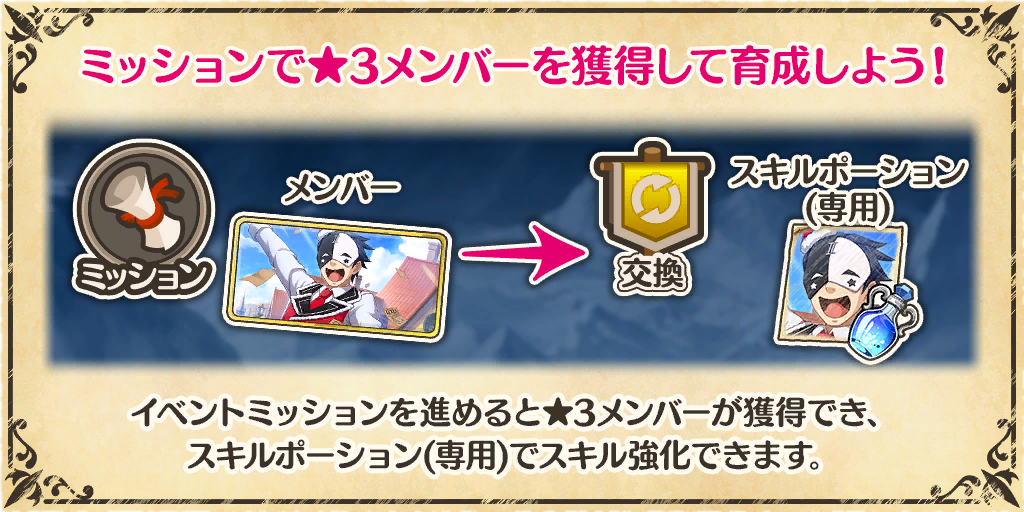 ミッションで★3メンバーを獲得して育成しよう!
ミッション
メンバー
交換
スキルポーション
(専用)
イベントミッションを進めると★3メンバーが獲得でき、
スキルポーション(専用)でスキル強化できます。